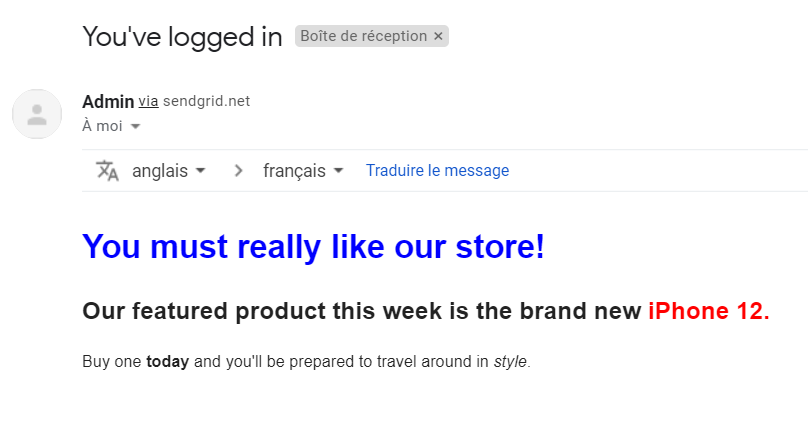 You've logged in Boîte de réception ×
Admin via sendgrid.net
À moi
anglais > français Traduire le message
You must really like our store!
Our featured product this week is the brand new iPhone 12.
Buy one today and you'll be prepared to travel around in style.